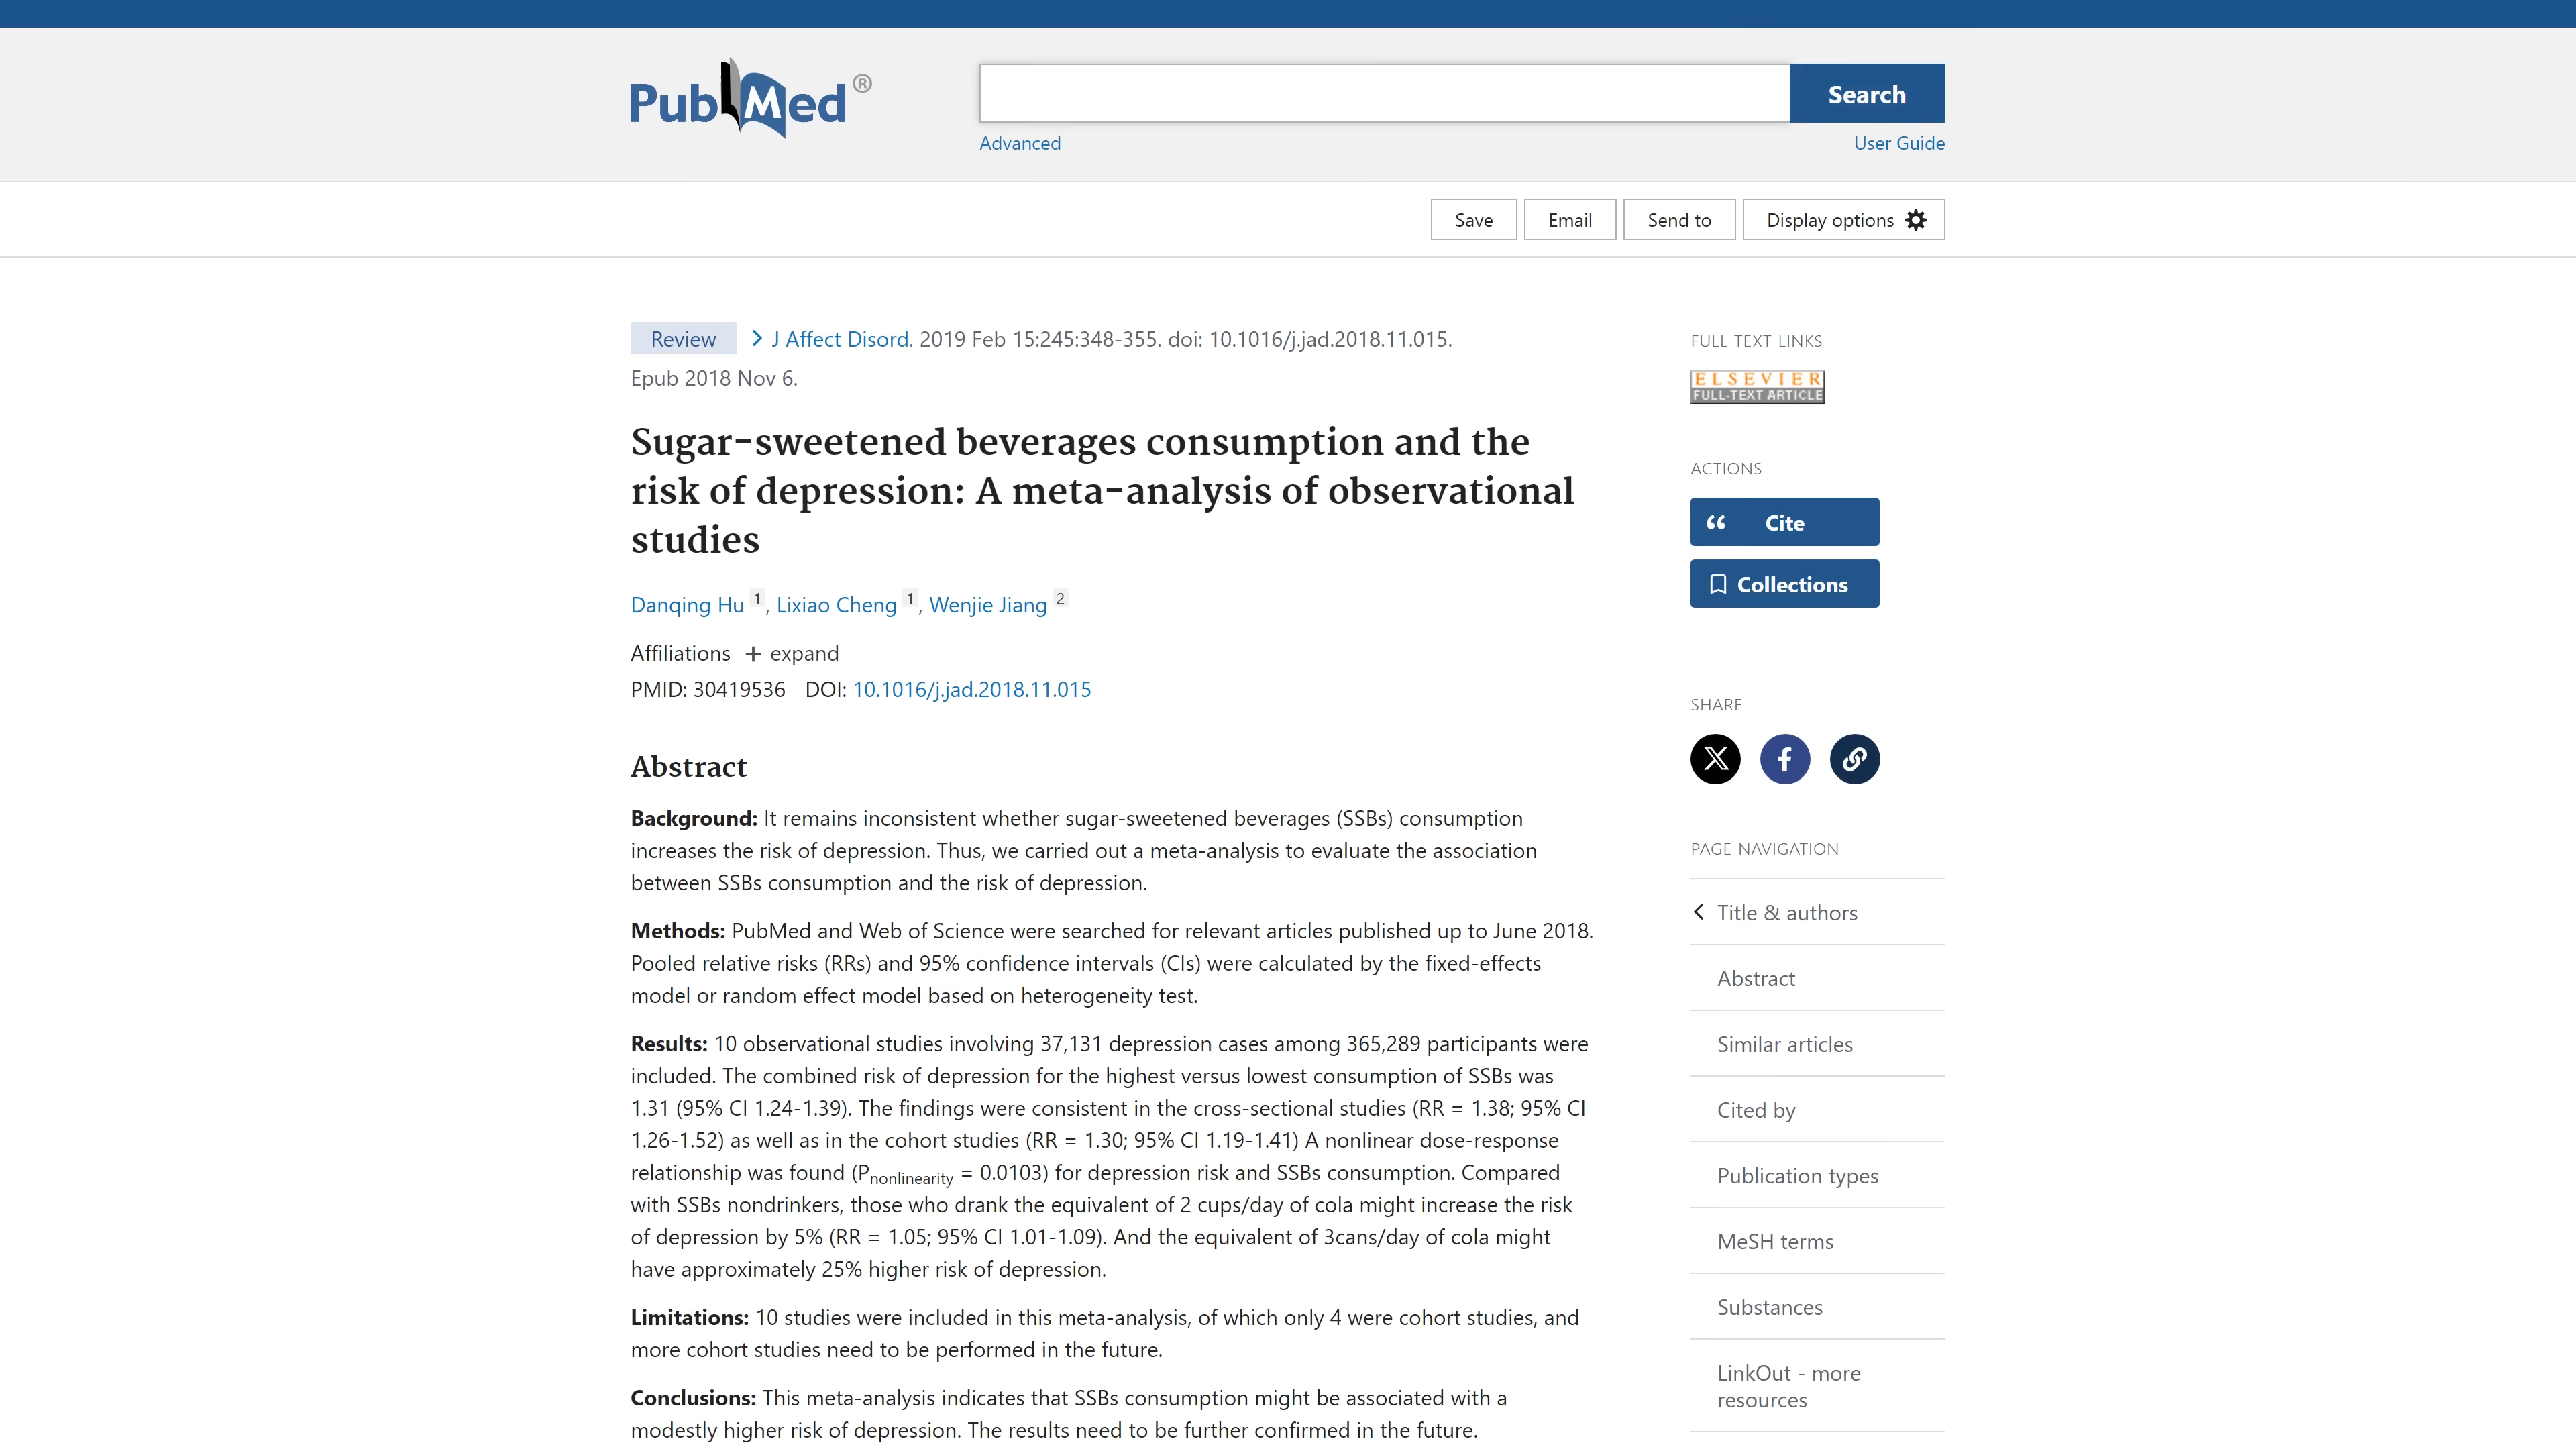 PubMed®
Search
Advanced
User Guide
Save
Email
Send to
Display options
Review
J Affect Disord. 2019 Feb 15:245:348-355. doi: 10.1016/j.jad.2018.11.015.
Epub 2018 Nov 6.
Sugar-sweetened beverages consumption and the
risk of depression: A meta-analysis of observational
studies
Danqing Hu 1, Lixiao Cheng 1, Wenjie Jiang 2
Affiliations + expand
PMID: 30419536 DOI: 10.1016/j.jad.2018.11.015
Abstract
Background: It remains inconsistent whether sugar-sweetened beverages (SSBs) consumption
increases the risk of depression. Thus, we carried out a meta-analysis to evaluate the association
between SSBs consumption and the risk of depression.
Methods: PubMed and Web of Science were searched for relevant articles published up to June 2018.
Pooled relative risks (RRs) and 95% confidence intervals (CIs) were calculated by the fixed-effects
model or random effect model based on heterogeneity test.
Results: 10 observational studies involving 37,131 depression cases among 365,289 participants were
included. The combined risk of depression for the highest versus lowest consumption of SSBs was
1.31 (95% CI 1.24-1.39). The findings were consistent in the cross-sectional studies (RR = 1.38; 95% CI
1.26-1.52) as well as in the cohort studies (RR = 1.30; 95% CI 1.19-1.41) A nonlinear dose-response
relationship was found (Pnonlinearity = 0.0103) for depression risk and SSBs consumption. Compared
with SSBs nondrinkers, those who drank the equivalent of 2 cups/day of cola might increase the risk
of depression by 5% (RR = 1.05; 95% CI 1.01-1.09). And the equivalent of 3cans/day of cola might
have approximately 25% higher risk of depression.
Limitations: 10 studies were included in this meta-analysis, of which only 4 were cohort studies, and
more cohort studies need to be performed in the future.
Conclusions: This meta-analysis indicates that SSBs consumption might be associated with a
modestly higher risk of depression. The results need to be further confirmed in the future.
FULL TEXT LINKS
ELSEVIER
FULL-TEXT ARTICLE
ACTIONS
Cite
Collections
SHARE
PAGE NAVIGATION
Title & authors
Abstract
Similar articles
Cited by
Publication types
MeSH terms
Substances
LinkOut - more
resources